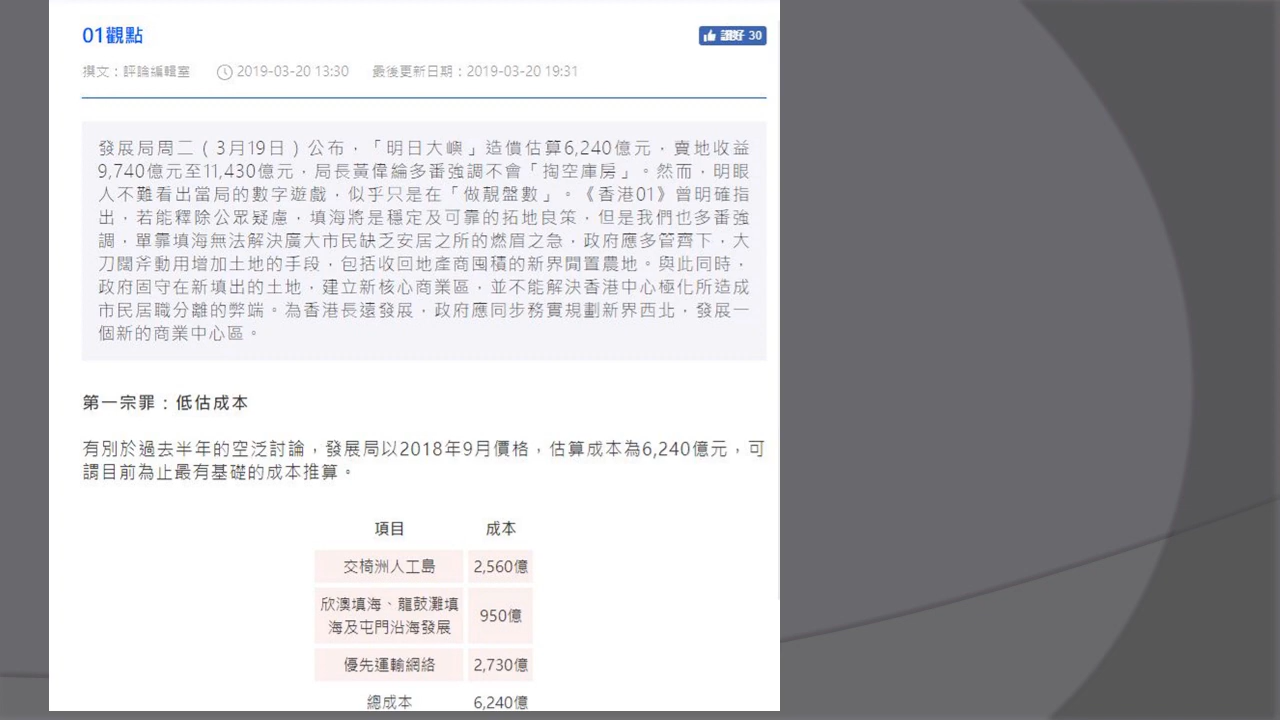 01觀點
讚好 30
撰文：評論編輯室 2019-03-20 13:30 最後更新日期：2019-03-20 19:31
發展局周二（3月19日）公布，「明日大嶼」造價估算6,240億元，賣地收益
9,740億元至11,430億元，局長黃偉綸多番強調不會「掏空庫房」。然而，明眼
人不難看出當局的數字遊戲，似乎只是在「做靚盤數」。《香港01》曾明確指
出，若能釋除公眾疑慮，填海將是穩定及可靠的拓地良策，但是我們也多番強
調，單靠填海無法解決廣大市民缺乏安居之所的燃眉之急，政府應多管齊下，大
刀闊斧動用增加土地的手段，包括收回地產商囤積的新界閒置農地。與此同時，
政府固守在新填出的土地，建立新核心商業區，並不能解決香港中心極化所造成
市民居職分離的弊端。為香港長遠發展，政府應同步務實規劃新界西北，發展一
個新的商業中心區。
第一宗罪：低估成本
有別於過去半年的空泛討論，發展局以2018年9月價格，估算成本為6,240億元，可
謂目前為止最有基礎的成本推算。
項目 成本
交椅洲人工島 2,560億
欣澳填海、龍鼓灘填
海及屯門沿海發展 950億
優先運輸網絡 2,730億
總成本 6,240億